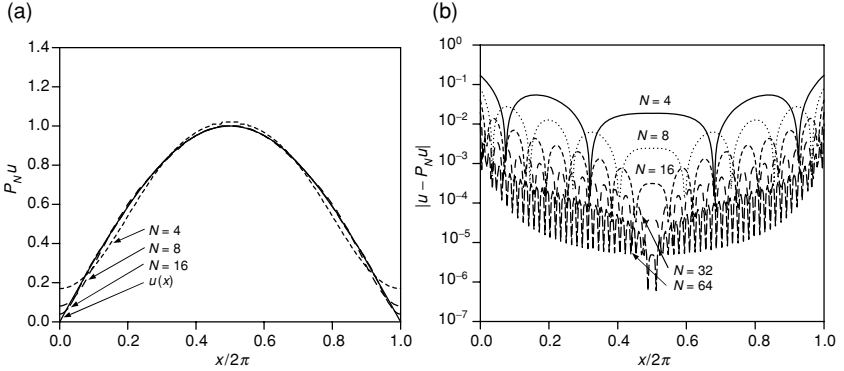 (a)
P_N u
1.4
1.2
1.0
0.8
0.6
0.4
0.2
0.0
N = 4
N = 8
N = 16
u(x)
0.0 0.2 0.4 0.6 0.8 1.0
x/2π
(b)
|u – P_N u|
10⁰
10⁻¹
10⁻²
10⁻³
10⁻⁴
10⁻⁵
10⁻⁶
10⁻⁷
N = 4
N = 8
N = 16
N = 32
N = 64
0.0 0.2 0.4 0.6 0.8 1.0
x/2π